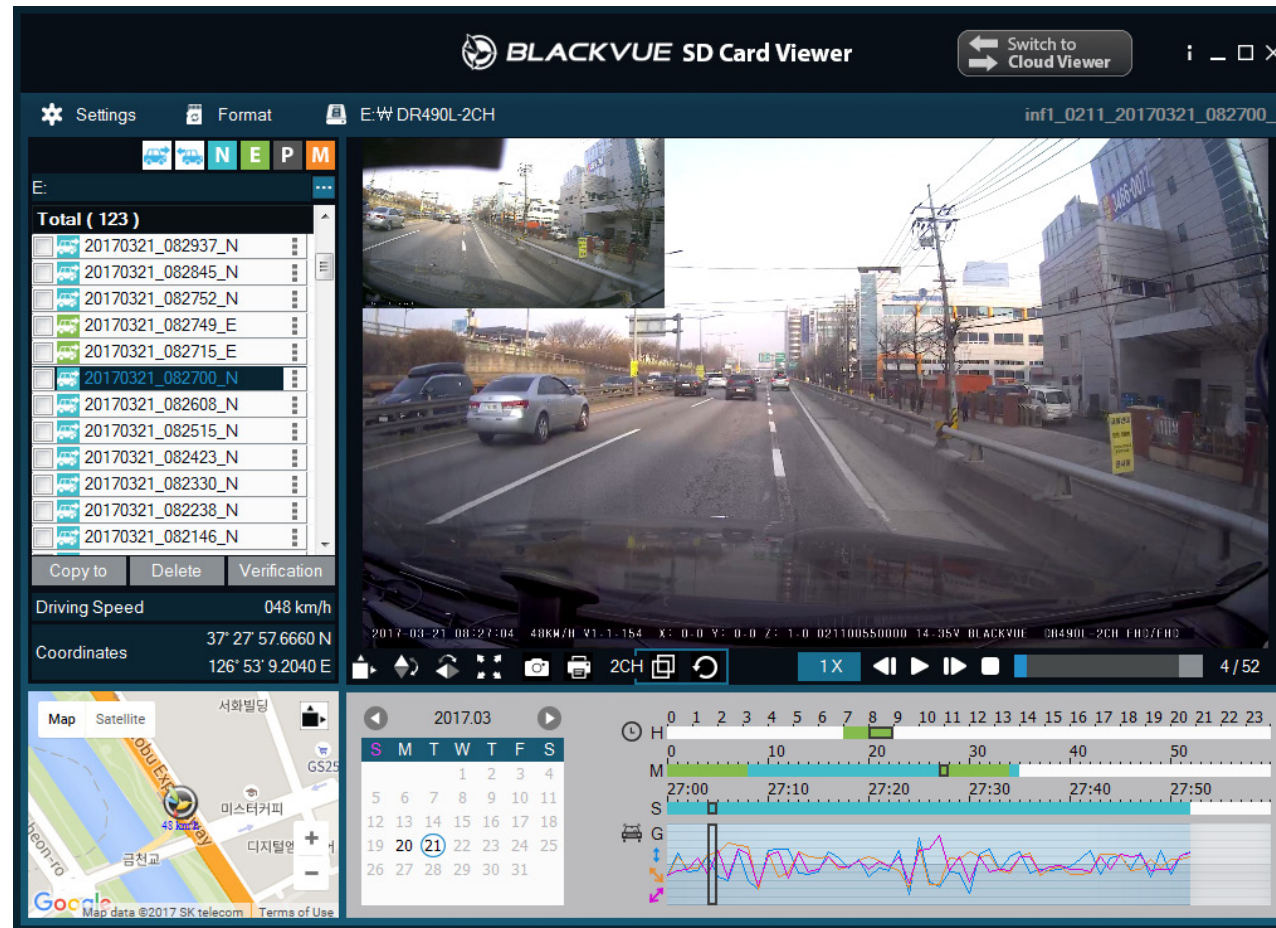 BLACKVUE SD Card Viewer
Switch to
Cloud Viewer
Settings
Format
E:₩ DR490L-2CH
inf1_0211_20170321_082700_
N E P M
E:
Total ( 123 )
20170321_082937_N
20170321_082845_N
20170321_082752_N
20170321_082749_E
20170321_082715_E
20170321_082700_N
20170321_082608_N
20170321_082515_N
20170321_082423_N
20170321_082330_N
20170321_082238_N
20170321_082146_N
Copy to Delete Verification
Driving Speed 048 km/h
Coordinates
37° 27' 57.6660 N
126° 53' 9.2040 E
3466-0077
2017-03-21 08:27:04 48KM/H V1.1.154 X: 0.0 Y: 0.0 Z: 1.0 021100550000 14.35V BLACKVUE DR490L-2CH FHD/FHD
2CH
1X
4 / 52
Map Satellite
서화빌딩
GS25
미스터커피
48 km/h
디지털엠
금천교
Google
Map data ©2017 SK telecom Terms of Use
2017.03
S M T W T F S
1 2 3 4
5 6 7 8 9 10 11
12 13 14 15 16 17 18
19 20 21 22 23 24 25
26 27 28 29 30 31
0 1 2 3 4 5 6 7 8 9 10 11 12 13 14 15 16 17 18 19 20 21 22 23
H
0 10 20 30 40 50
M
27:00 27:10 27:20 27:30 27:40 27:50
S
G